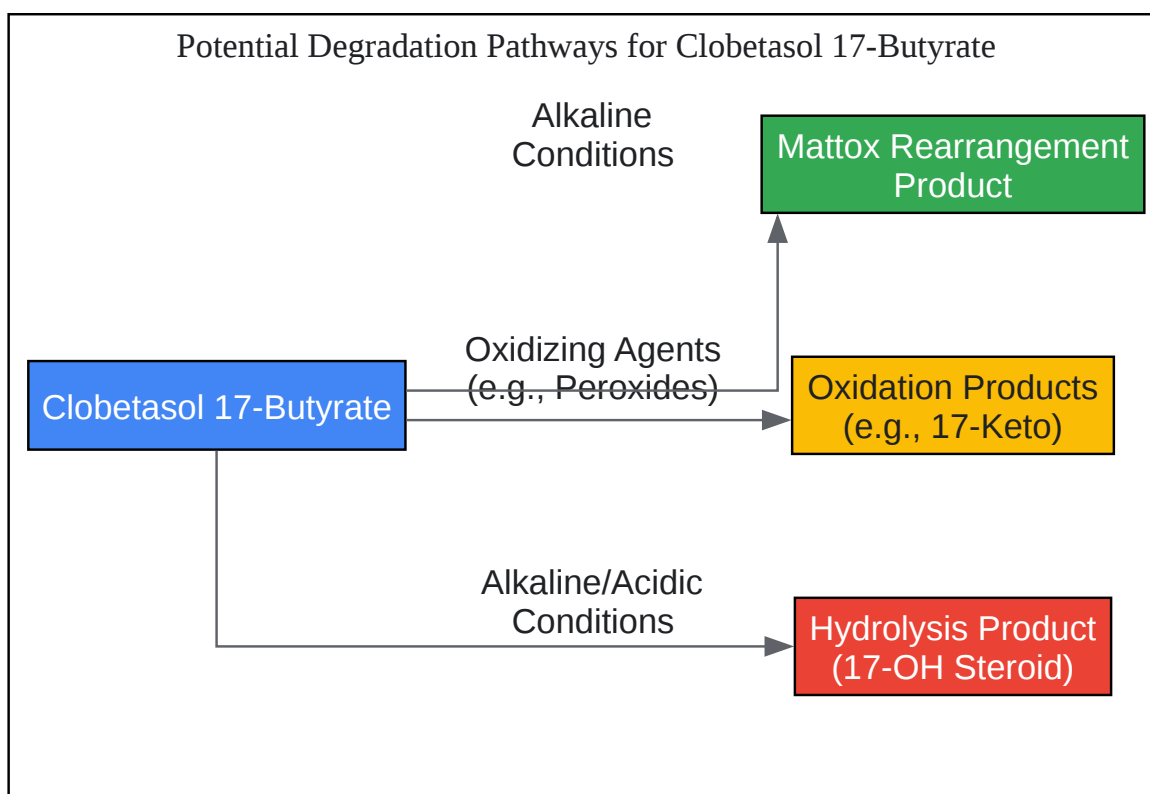 Potential Degradation Pathways for Clobetasol 17-Butyrate
Alkaline
Conditions
Mattox Rearrangement
Product
Oxidizing Agents
(e.g., Peroxides)
Clobetasol 17-Butyrate
Oxidation Products
(e.g., 17-Keto)
Alkaline/Acidic
Conditions
Hydrolysis Product
(17-OH Steroid)